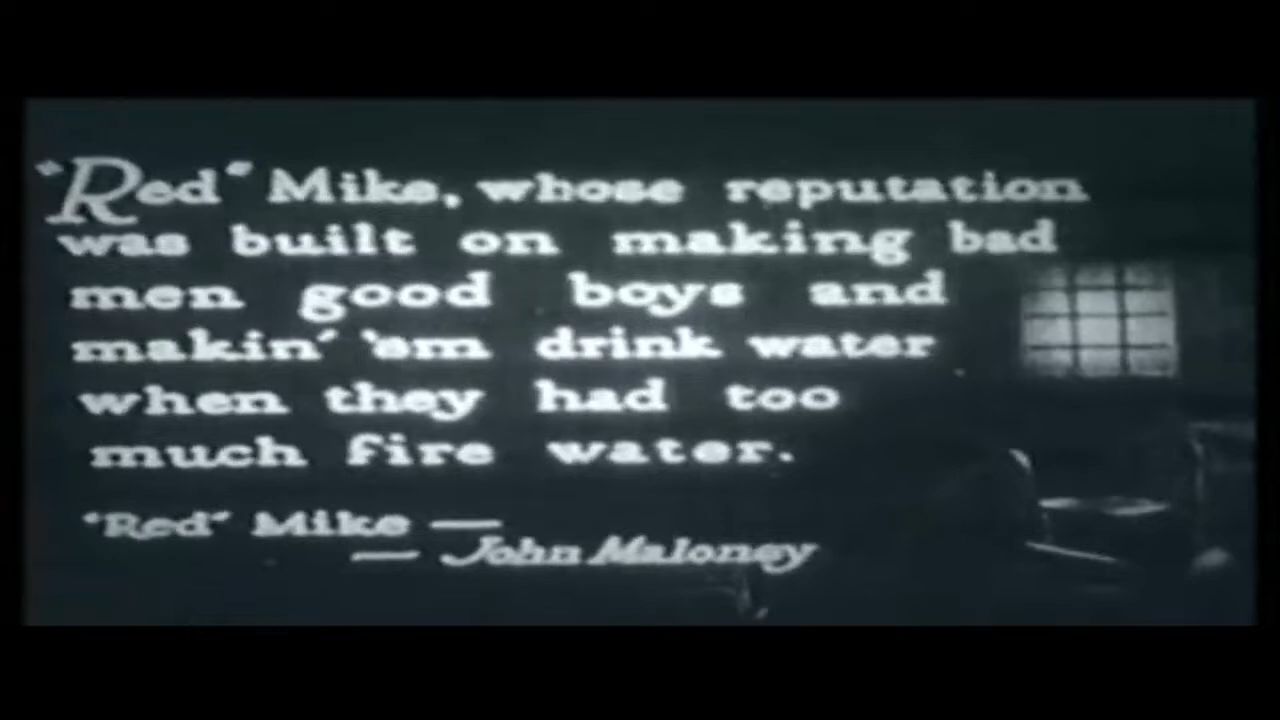 "Red" Mike, whose reputation
was built on making bad
men good boys and
makin' 'em drink water
when they had too
much fire water.
"Red" Mike —
— John Maloney